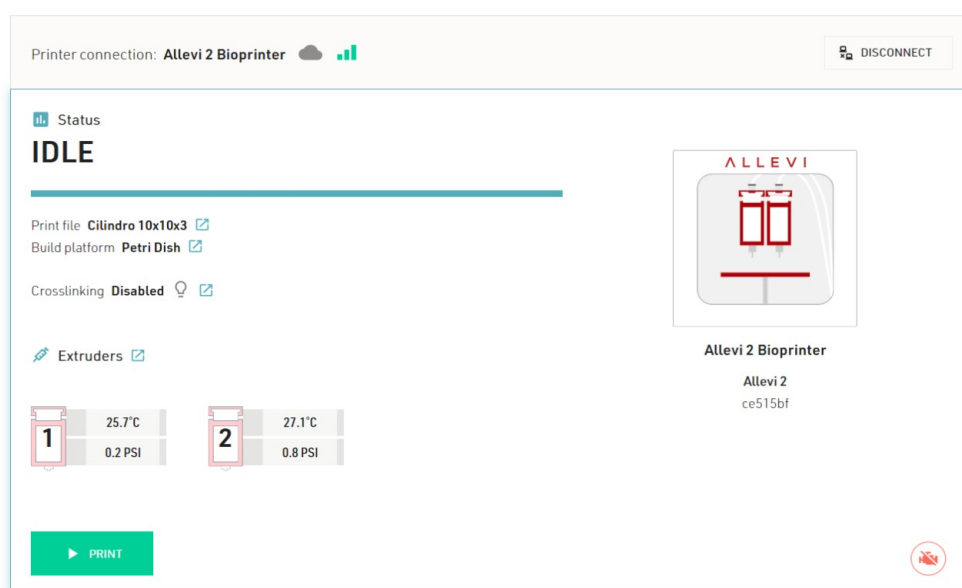 Printer connection: Allevi 2 Bioprinter
DISCONNECT
Status
IDLE
Print file Cilindro 10x10x3
Build platform Petri Dish
Crosslinking Disabled
Extruders
1
25.7°C
0.2 PSI
2
27.1°C
0.8 PSI
PRINT
ALLEVI
Allevi 2 Bioprinter
Allevi 2
ce515bf